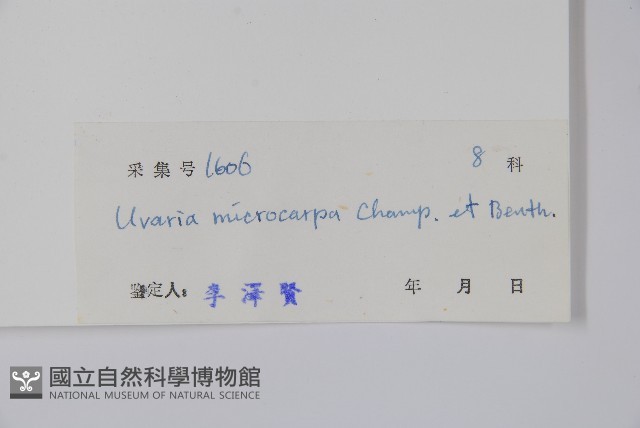 采集号 1606 8 科
Uvaria microcarpa Champ. et Benth.
鉴定人: 李澤賢 年 月 日
國立自然科學博物館
NATIONAL MUSEUM OF NATURAL SCIENCE